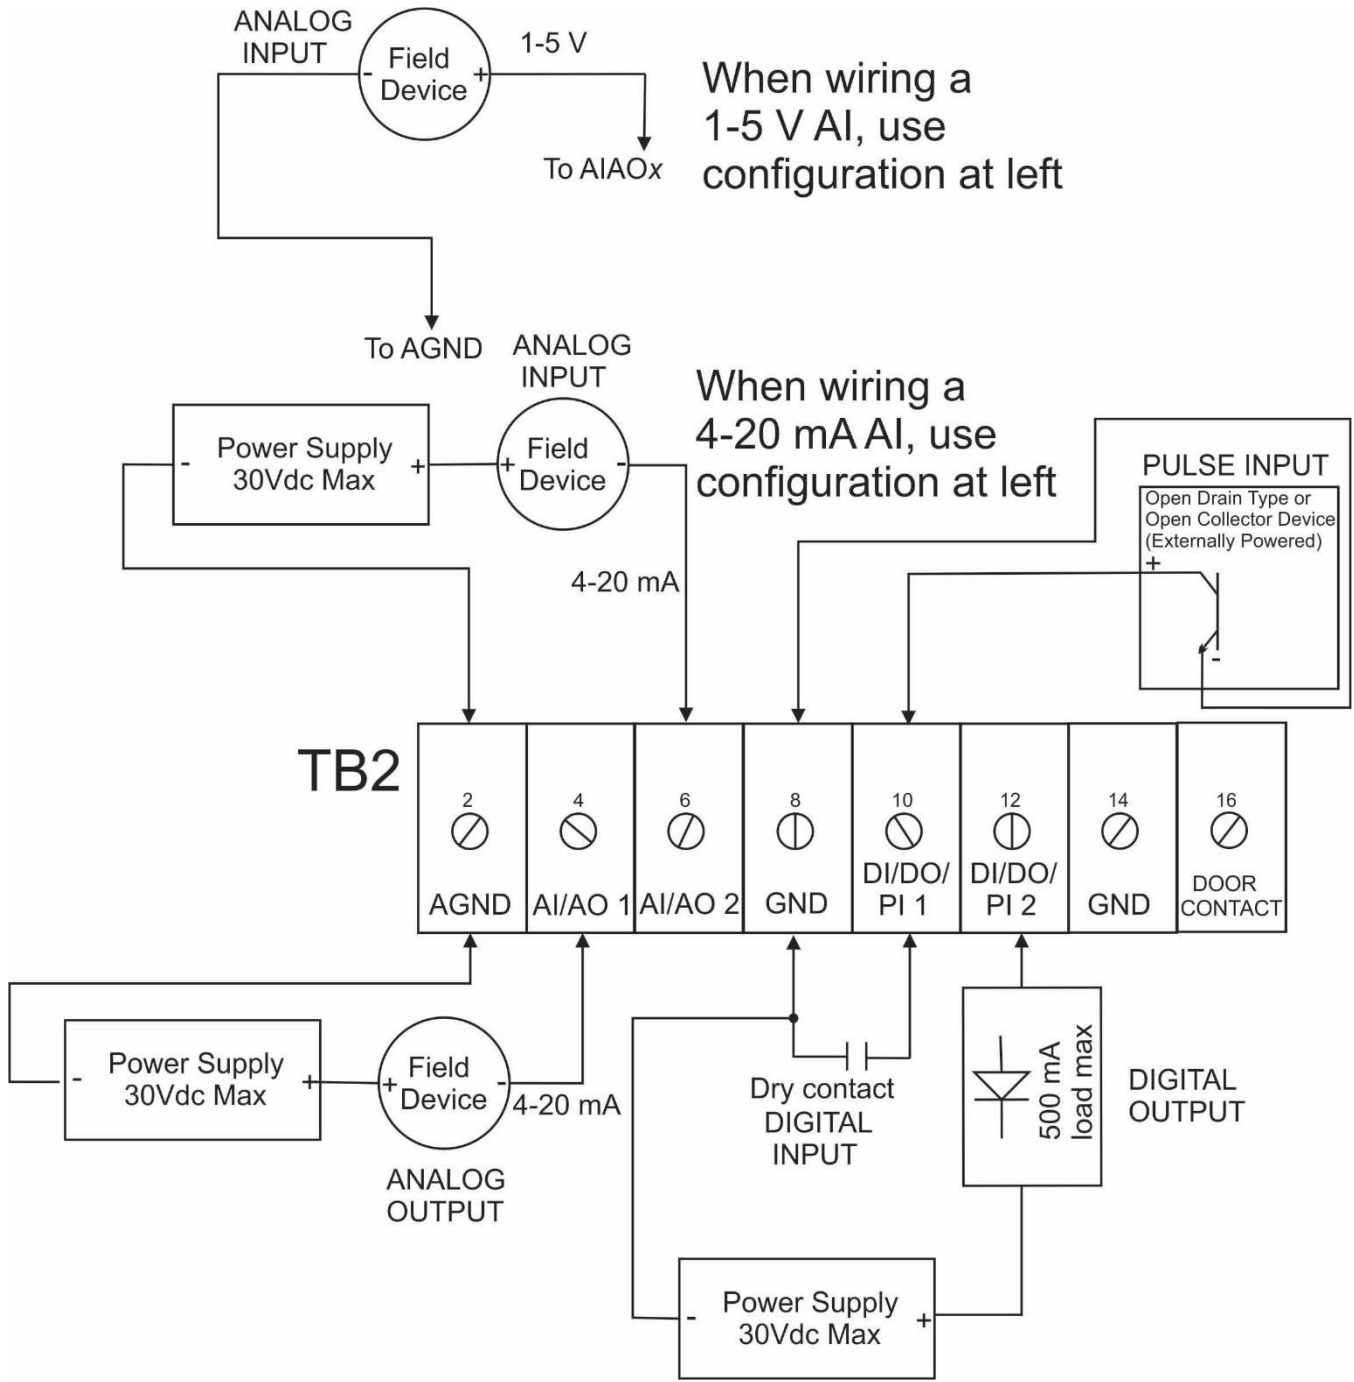 ANALOG
INPUT
Field
Device
-
+
1-5 V
To AIAOx
To AGND
When wiring a
1-5 V AI, use
configuration at left
ANALOG
INPUT
Power Supply
30Vdc Max
-
+
Field
Device
+
-
4-20 mA
When wiring a
4-20 mA AI, use
configuration at left
PULSE INPUT
Open Drain Type or
Open Collector Device
(Externally Powered)
+
-
TB2
2
AGND
4
AI/AO 1
6
AI/AO 2
8
GND
10
DI/DO/
PI 1
12
DI/DO/
PI 2
14
GND
16
DOOR
CONTACT
Power Supply
30Vdc Max
-
+
Field
Device
+
-
4-20 mA
ANALOG
OUTPUT
Dry contact
DIGITAL
INPUT
500 mA
load max
DIGITAL
OUTPUT
Power Supply
30Vdc Max
-
+